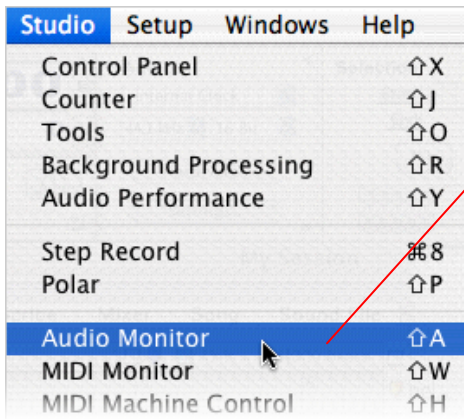 Studio Setup Windows Help
Control Panel ⇧X
Counter ⇧J
Tools ⇧O
Background Processing ⇧R
Audio Performance ⇧Y
Step Record ⌘8
Polar ⇧P
Audio Monitor ⇧A
MIDI Monitor ⇧W
MIDI Machine Control ⇧H